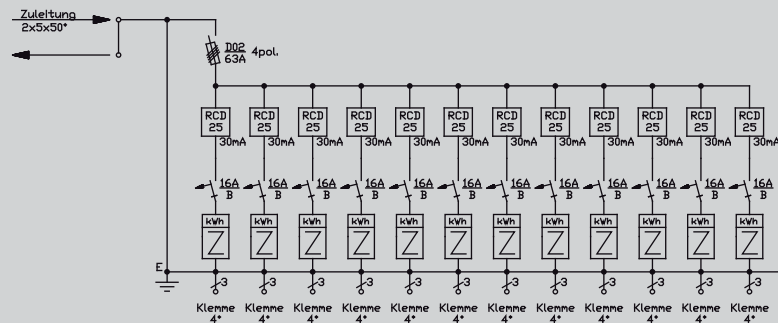 Zuleitung
2x5x50²
D02
63A
4pol.
RCD RCD RCD RCD RCD RCD RCD RCD RCD RCD RCD RCD
25 25 25 25 25 25 25 25 25 25 25 25
30mA 30mA 30mA 30mA 30mA 30mA 30mA 30mA 30mA 30mA 30mA 30mA
16A 16A 16A 16A 16A 16A 16A 16A 16A 16A 16A 16A
B B B B B B B B B B B B
kWh kWh kWh kWh kWh kWh kWh kWh kWh kWh kWh kWh
Z Z Z Z Z Z Z Z Z Z Z Z
E
3 3 3 3 3 3 3 3 3 3 3 3
Klemme Klemme Klemme Klemme Klemme Klemme Klemme Klemme Klemme Klemme Klemme Klemme
4² 4² 4² 4² 4² 4² 4² 4² 4² 4² 4² 4²